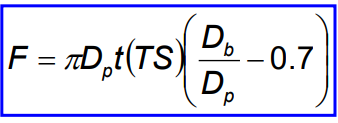 F = πD_p t(TS)(D_b/D_p − 0.7)